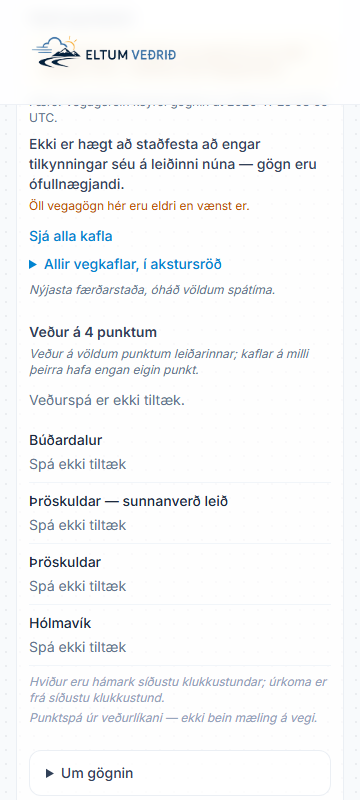 ELTUM VEÐRIÐ
UTC.
Ekki er hægt að staðfesta að engar
tilkynningar séu á leiðinni núna — gögn eru
ófullnægjandi.
Öll vegagögn hér eru eldri en vænst er.
Sjá alla kafla
Allir vegkaflar, í akstursröð
Nýjasta færðarstaða, óháð völdum spátíma.
Veður á 4 punktum
Veður á völdum punktum leiðarinnar; kaflar á milli
þeirra hafa engan eigin punkt.
Veðurspá er ekki tiltæk.
Búðardalur
Spá ekki tiltæk
Þröskuldar — sunnanverð leið
Spá ekki tiltæk
Þröskuldar
Spá ekki tiltæk
Hólmavík
Spá ekki tiltæk
Hviður eru hámark síðustu klukkustundar; úrkoma er
frá síðustu klukkustund.
Punktspá úr veðurlíkani — ekki bein mæling á vegi.
Um gögnin